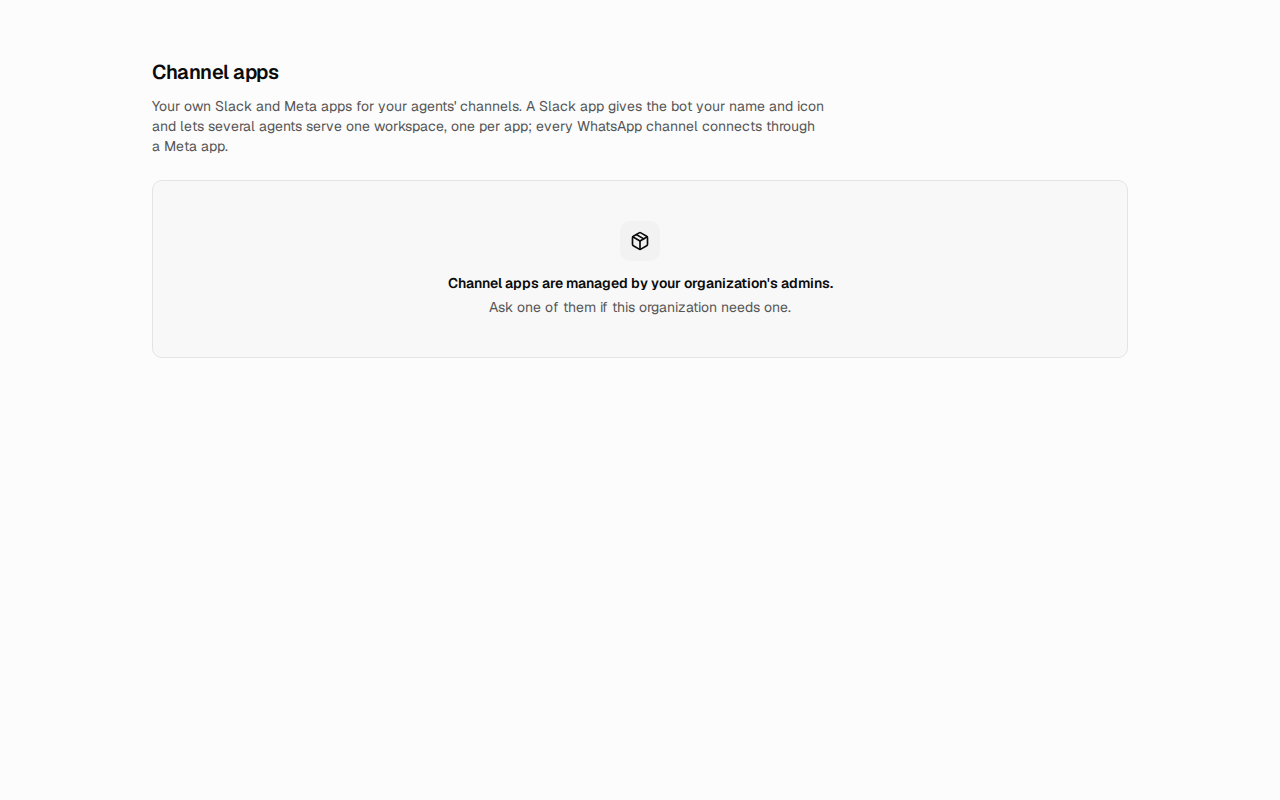 Channel apps
Your own Slack and Meta apps for your agents' channels. A Slack app gives the bot your name and icon
and lets several agents serve one workspace, one per app; every WhatsApp channel connects through
a Meta app.
Channel apps are managed by your organization's admins.
Ask one of them if this organization needs one.